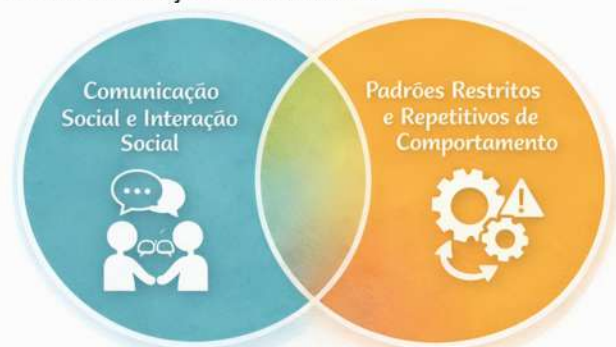 Comunicação
Social e Interação
Social
Padrões Restritos
e Repetitivos de
Comportamento